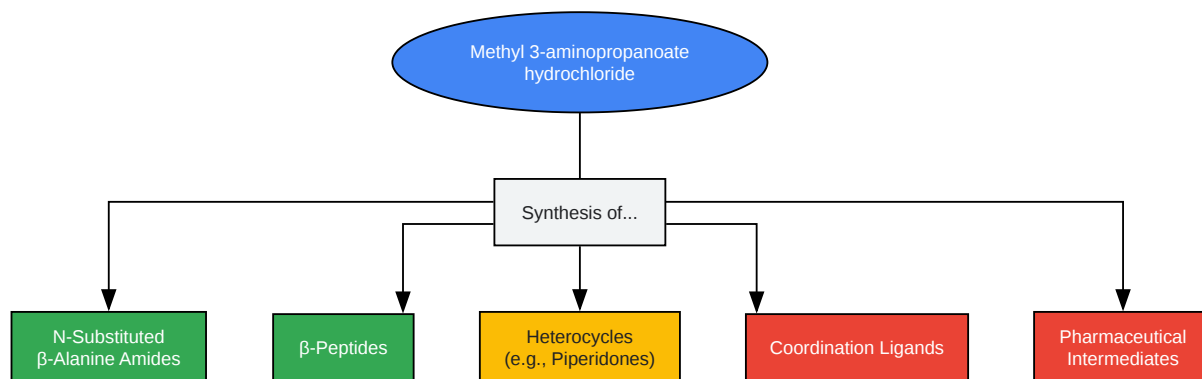 Methyl 3-aminopropanoate
hydrochloride
Synthesis of...
N-Substituted
β-Alanine Amides
β-Peptides
Heterocycles
(e.g., Piperidones)
Coordination Ligands
Pharmaceutical
Intermediates